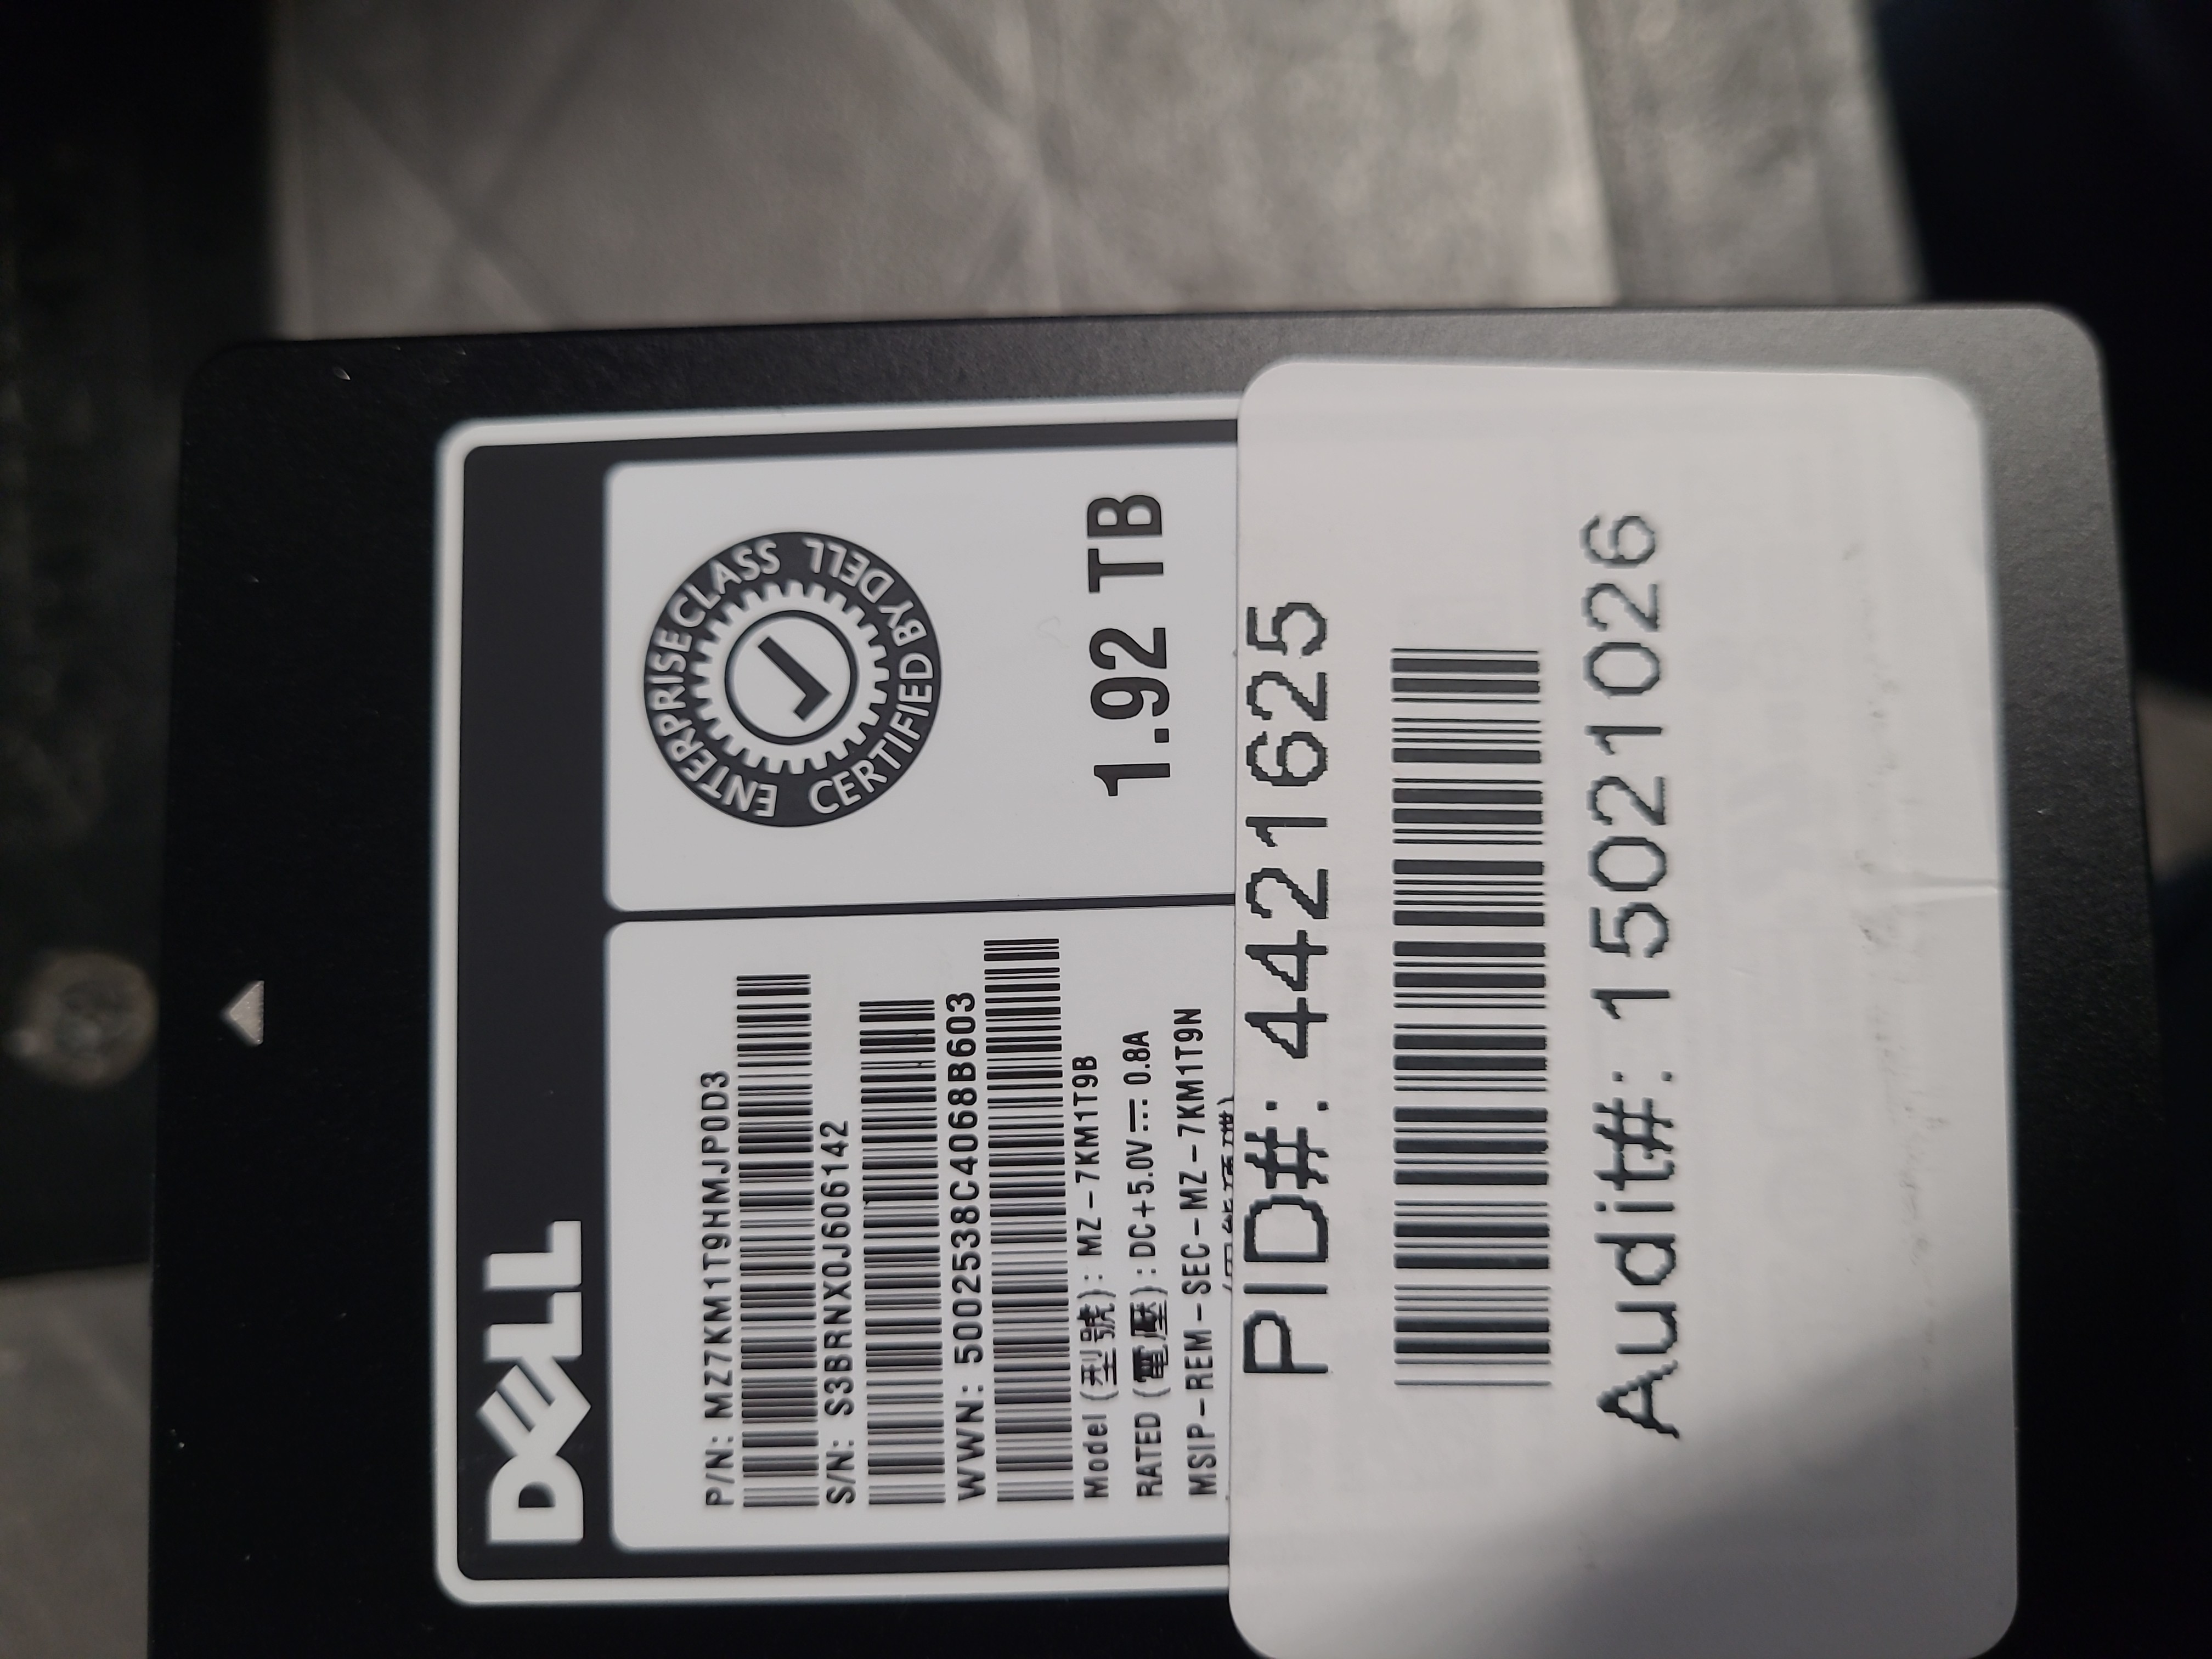 DELL
P/N: MZ7KM1T9HMJP0D3
S/N: S3BRNX0J606142
WWN: 5002538C4068B603
Model (型號): MZ-7KM1T9B
RATED (電壓): DC+5.0V⎓ 0.8A
MSIP-REM-SEC-MZ-7KM1T9N
ENTERPRISE CLASS
CERTIFIED BY DELL
1.92 TB
PID#: 4421625
Audit#: 15021026